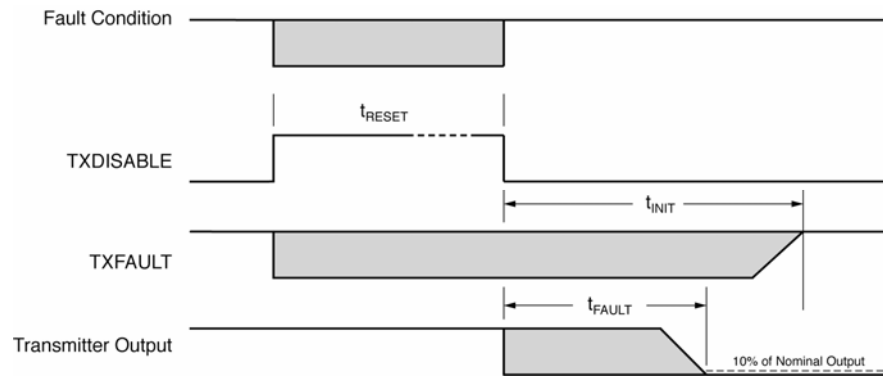 Fault Condition
tRESET
TXDISABLE
tINIT
TXFAULT
tFAULT
Transmitter Output
10% of Nominal Output